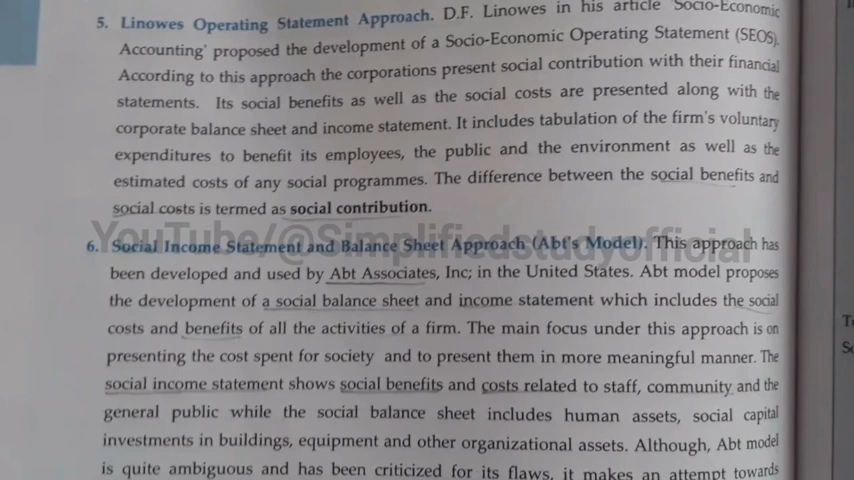 5. Linowes Operating Statement Approach. D.F. Linowes in his article 'Socio-Economic
Accounting' proposed the development of a Socio-Economic Operating Statement (SEOS).
According to this approach the corporations present social contribution with their financial
statements. Its social benefits as well as the social costs are presented along with the
corporate balance sheet and income statement. It includes tabulation of the firm's voluntary
expenditures to benefit its employees, the public and the environment as well as the
estimated costs of any social programmes. The difference between the social benefits and
social costs is termed as social contribution.
YouTube/@Simplifiedstudyofficial
6. Social Income Statement and Balance Sheet Approach (Abt's Model). This approach has
been developed and used by Abt Associates, Inc; in the United States. Abt model proposes
the development of a social balance sheet and income statement which includes the social
costs and benefits of all the activities of a firm. The main focus under this approach is on
presenting the cost spent for society and to present them in more meaningful manner. The
social income statement shows social benefits and costs related to staff, community and the
general public while the social balance sheet includes human assets, social capital
investments in buildings, equipment and other organizational assets. Although, Abt model
is quite ambiguous and has been criticized for its flaws, it makes an attempt towards